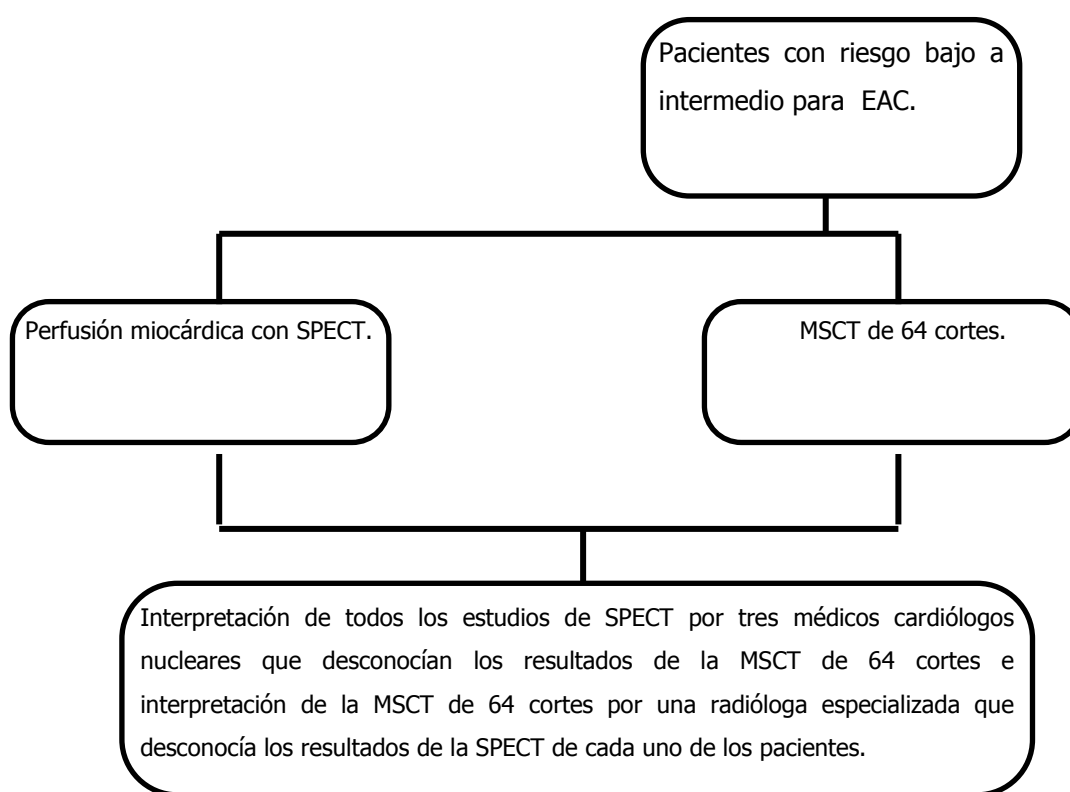 Pacientes con riesgo bajo a
intermedio para EAC.
Perfusión miocárdica con SPECT.
MSCT de 64 cortes.
Interpretación de todos los estudios de SPECT por tres médicos cardiólogos
nucleares que desconocían los resultados de la MSCT de 64 cortes e
interpretación de la MSCT de 64 cortes por una radióloga especializada que
desconocía los resultados de la SPECT de cada uno de los pacientes.